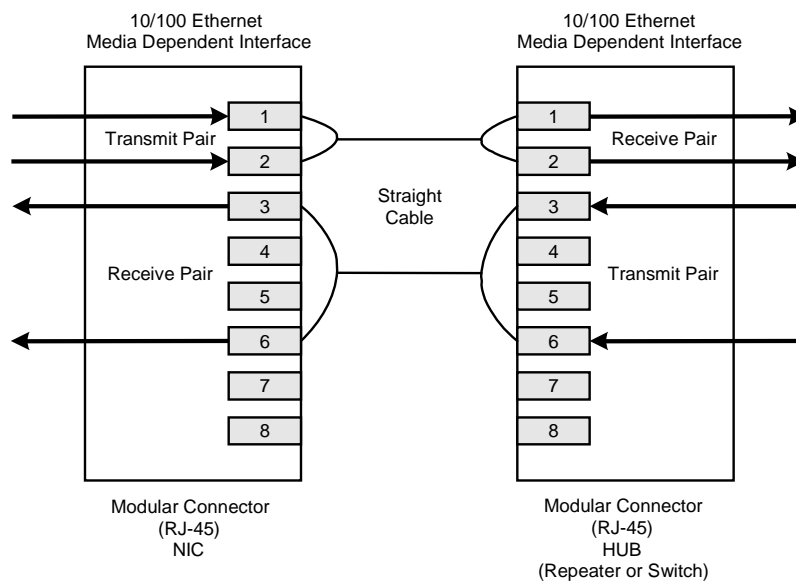 10/100 Ethernet
Media Dependent Interface
10/100 Ethernet
Media Dependent Interface
1
Transmit Pair
2
3
4
Receive Pair
5
6
7
8
Straight
Cable
1
Receive Pair
2
3
4
Transmit Pair
5
6
7
8
Modular Connector
(RJ-45)
NIC
Modular Connector
(RJ-45)
HUB
(Repeater or Switch)